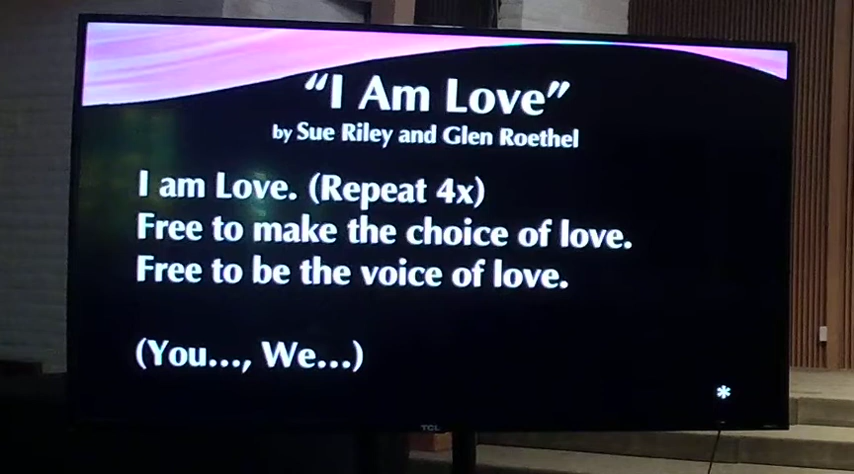 “I Am Love”
by Sue Riley and Glen Roethel
I am Love. (Repeat 4x)
Free to make the choice of love.
Free to be the voice of love.
(You..., We...)
*
TCL